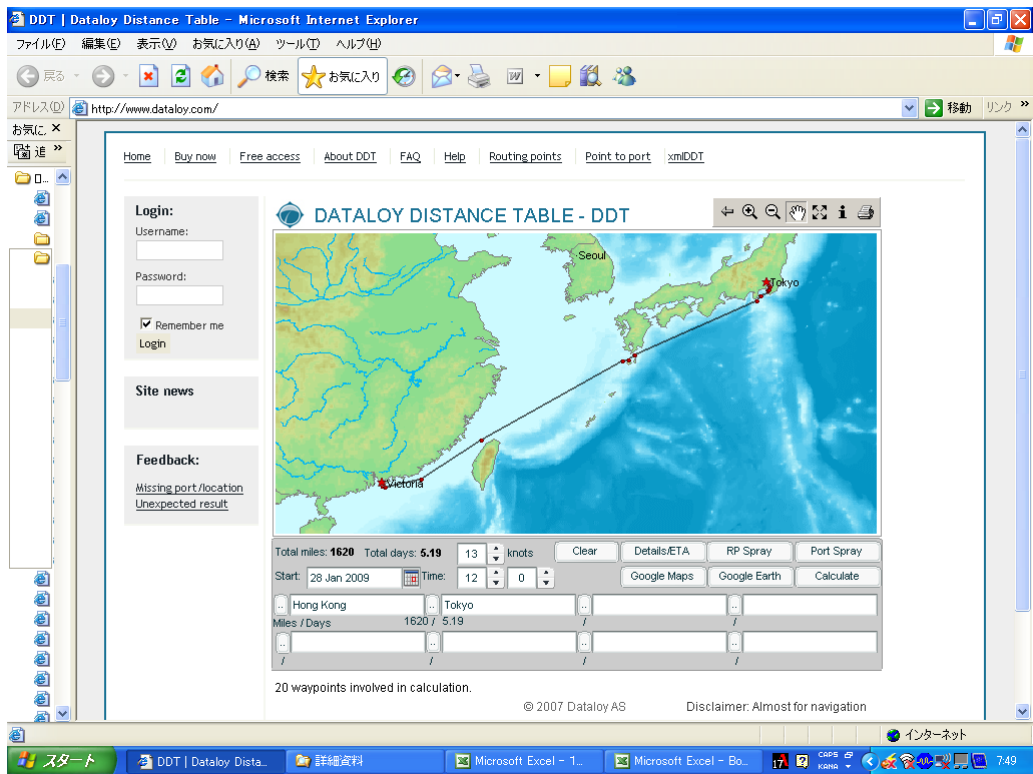 DDT | Dataloy Distance Table - Microsoft Internet Explorer
ファイル(F) 編集(E) 表示(V) お気に入り(A) ツール(T) ヘルプ(H)
戻る 検索 お気に入り
アドレス(D) http://www.dataloy.com/ 移動 リンク »
お気に. ×
追 »
Home Buy now Free access About DDT FAQ Help Routing points Point to port xmlDDT
Login:
Username:
Password:
Remember me
Login
Site news
Feedback:
Missing port/location
Unexpected result
DATALOY DISTANCE TABLE - DDT
Seoul
Tokyo
Victoria
Total miles: 1620 Total days: 5.19 13 knots Clear Details/ETA RP Spray Port Spray
Start: 28 Jan 2009 Time: 12 0 Google Maps Google Earth Calculate
.. Hong Kong .. Tokyo .. ..
Miles / Days 1620 / 5.19 / /
.. .. .. ..
/ / / /
20 waypoints involved in calculation.
© 2007 Dataloy AS Disclaimer: Almost for navigation
インターネット
スタート DDT | Dataloy Dista... 詳細資料 Microsoft Excel - 1... Microsoft Excel - Bo... 17 CAPS KANA 7:49